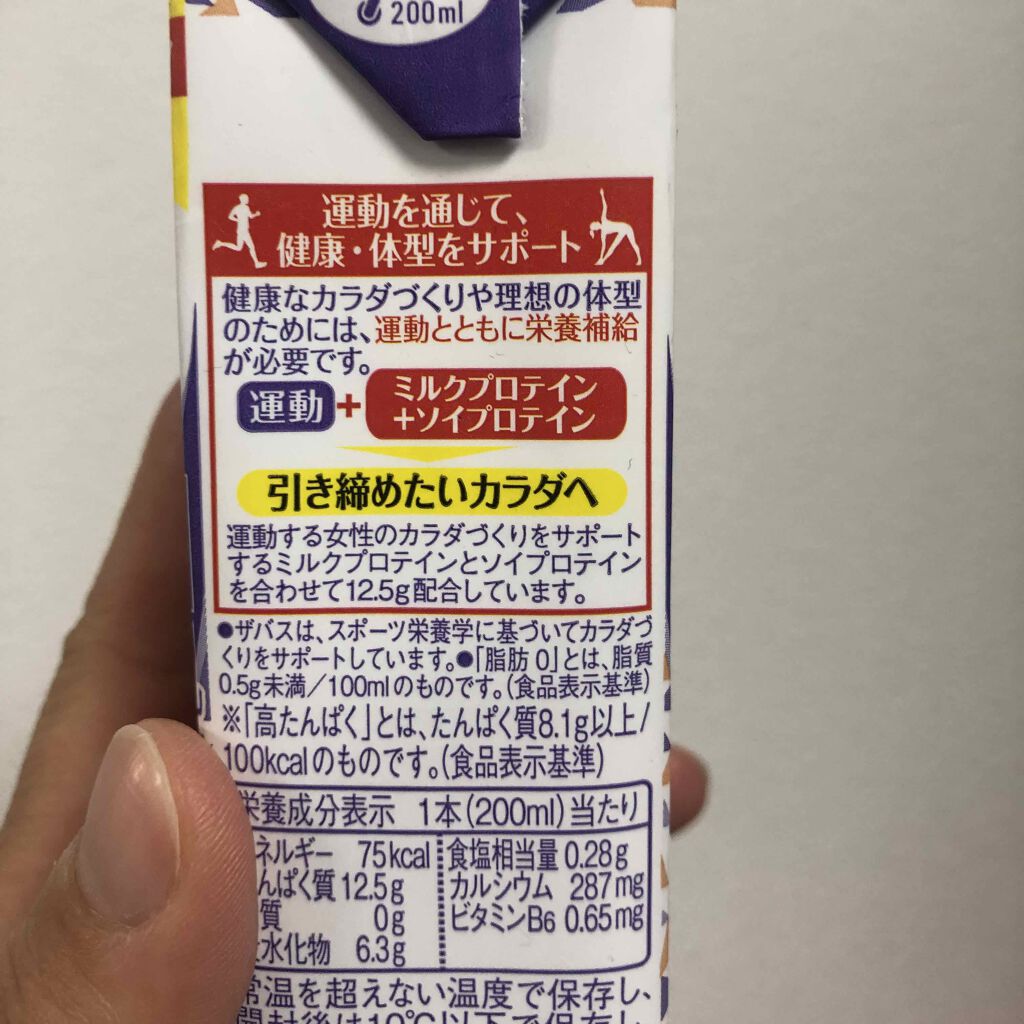 200ml
運動を通じて、
健康・体型をサポート
健康なカラダづくりや理想の体型
のためには、運動とともに栄養補給
が必要です。
運動+ミルクプロテイン
+ソイプロテイン
引き締めたいカラダへ
運動する女性のカラダづくりをサポート
するミルクプロテインとソイプロテイン
を合わせて12.5g配合しています。
●ザバスは、スポーツ栄養学に基づいてカラダづ
くりをサポートしています。●「脂肪0」とは、脂質
0.5g未満/100mlのものです。(食品表示基準)
※「高たんぱく」とは、たんぱく質8.1g以上/
100kcalのものです。(食品表示基準)
栄養成分表示 1本(200ml)当たり
ネルギー 75kcal 食塩相当量 0.28g
んぱく質 12.5g カルシウム 287mg
質 0g ビタミンB6 0.65mg
水化物 6.3g
常温を超えない温度で保存し、
開封後は10℃以下で保存し